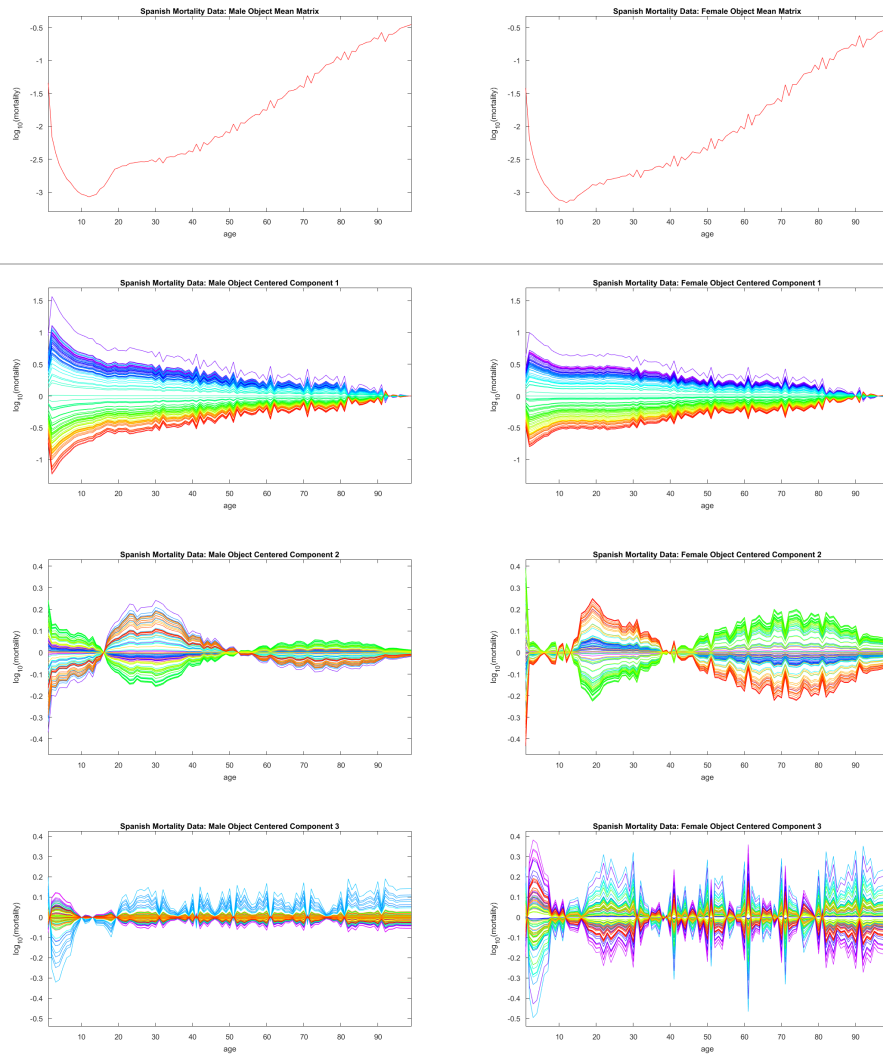 Spanish Mortality Data: Male Object Mean Matrix
-0.5
-1
-1.5
-2
-2.5
-3
log10(mortality)
10 20 30 40 50 60 70 80 90
age
Spanish Mortality Data: Female Object Mean Matrix
-0.5
-1
-1.5
-2
-2.5
-3
log10(mortality)
10 20 30 40 50 60 70 80 90
age
Spanish Mortality Data: Male Object Centered Component 1
1.5
1
0.5
0
-0.5
-1
log10(mortality)
10 20 30 40 50 60 70 80 90
age
Spanish Mortality Data: Female Object Centered Component 1
1.5
1
0.5
0
-0.5
-1
log10(mortality)
10 20 30 40 50 60 70 80 90
age
Spanish Mortality Data: Male Object Centered Component 2
0.4
0.3
0.2
0.1
0
-0.1
-0.2
-0.3
-0.4
log10(mortality)
10 20 30 40 50 60 70 80 90
age
Spanish Mortality Data: Female Object Centered Component 2
0.4
0.3
0.2
0.1
0
-0.1
-0.2
-0.3
-0.4
log10(mortality)
10 20 30 40 50 60 70 80 90
age
Spanish Mortality Data: Male Object Centered Component 3
0.4
0.3
0.2
0.1
0
-0.1
-0.2
-0.3
-0.4
-0.5
log10(mortality)
10 20 30 40 50 60 70 80 90
age
Spanish Mortality Data: Female Object Centered Component 3
0.4
0.3
0.2
0.1
0
-0.1
-0.2
-0.3
-0.4
-0.5
log10(mortality)
10 20 30 40 50 60 70 80 90
age